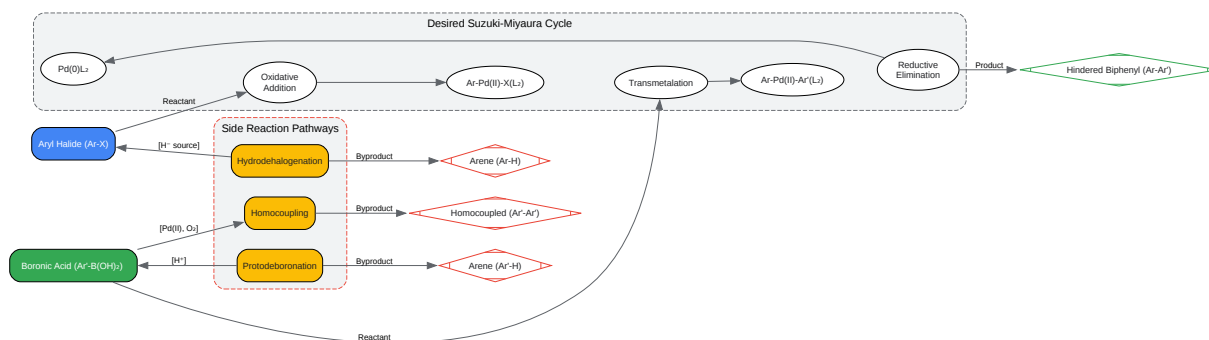 Desired Suzuki-Miyaura Cycle
Pd(0)L₂
Oxidative
Addition
Ar-Pd(II)-X(L₂)
Transmetalation
Ar-Pd(II)-Ar'(L₂)
Reductive
Elimination
Product
Hindered Biphenyl (Ar-Ar')
Reactant
Aryl Halide (Ar-X)
Side Reaction Pathways
[H⁻ source]
Hydrodehalogenation
Byproduct
Arene (Ar-H)
Homocoupling
Byproduct
Homocoupled (Ar'-Ar')
[Pd(II), O₂]
Boronic Acid (Ar'-B(OH)₂)
[H⁺]
Protodeboronation
Byproduct
Arene (Ar'-H)
Reactant